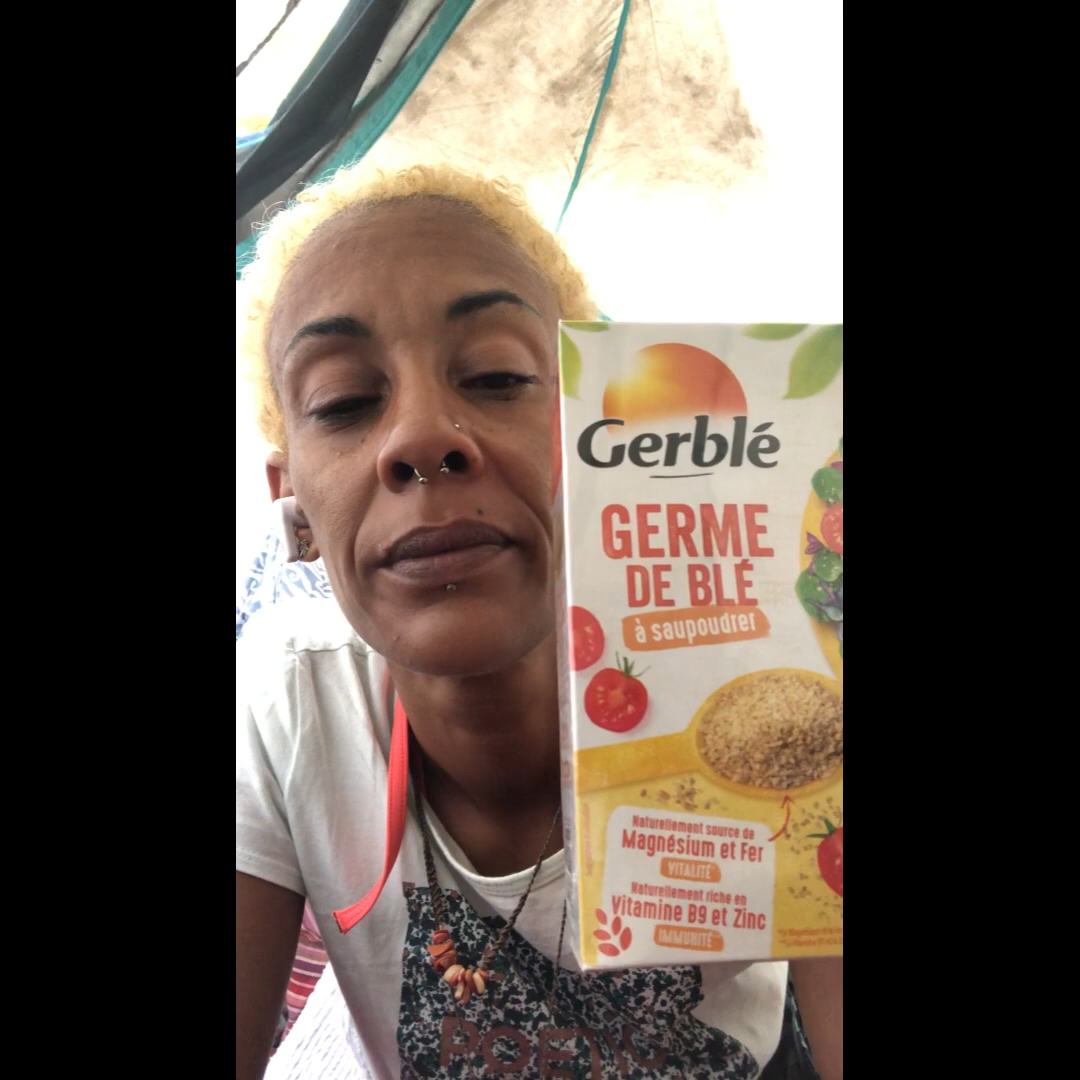 Gerblé
GERME
DE BLÉ
à saupoudrer
Naturellement source de
Magnésium et Fer
VITALITÉ
Naturellement riche en
Vitamine B9 et Zinc
IMMUNITÉ
POETIC